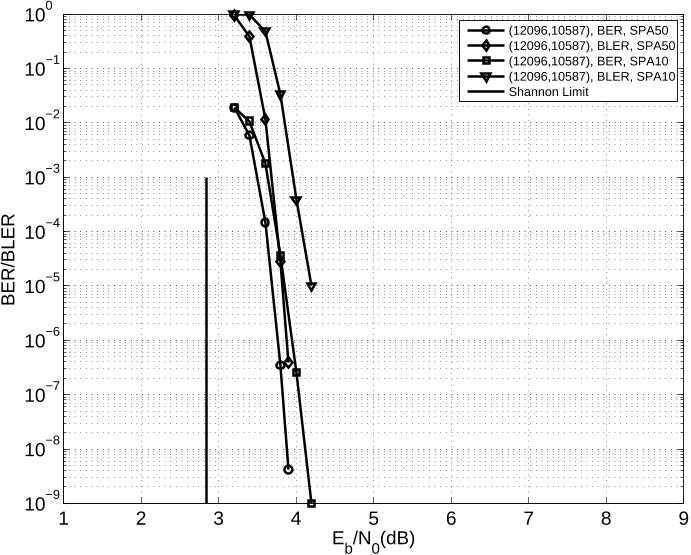 10^0
10^-1
10^-2
10^-3
10^-4
10^-5
10^-6
10^-7
10^-8
10^-9
BER/BLER
(12096,10587), BER, SPA50
(12096,10587), BLER, SPA50
(12096,10587), BER, SPA10
(12096,10587), BLER, SPA10
Shannon Limit
1 2 3 4 5 6 7 8 9
E_b/N_0(dB)